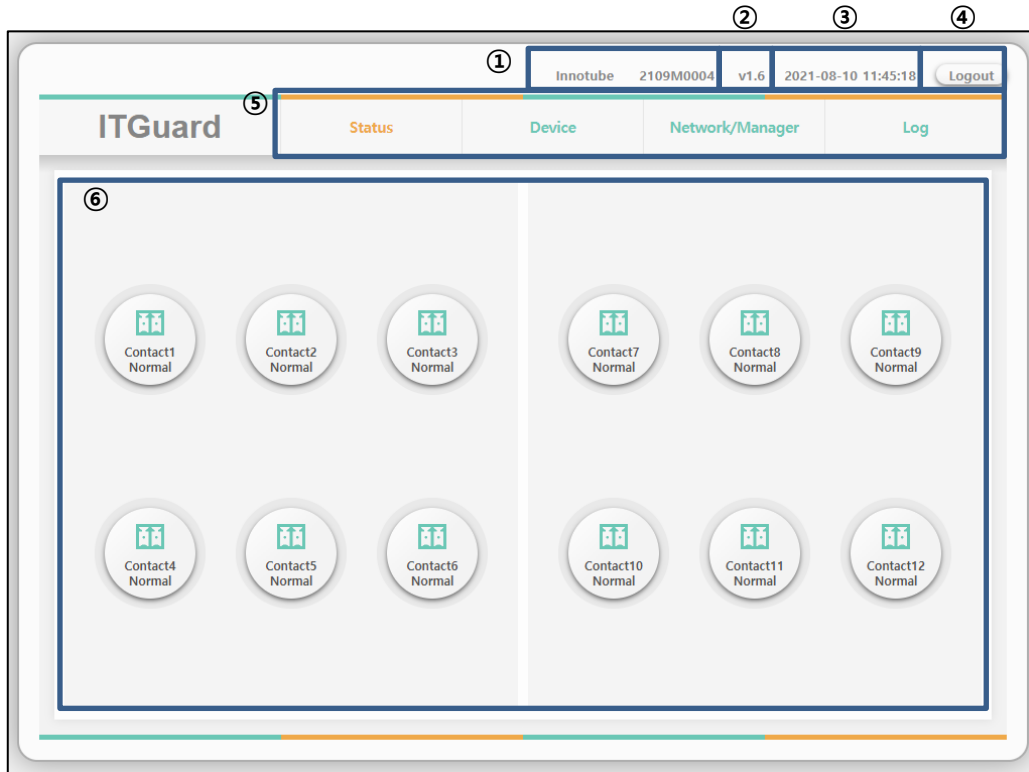 ② ③ ④
①
Innotube 2109M0004 v1.6 2021-08-10 11:45:18 Logout
⑤
ITGuard Status Device Network/Manager Log
⑥
Contact1 Contact2 Contact3 Contact7 Contact8 Contact9
Normal Normal Normal Normal Normal Normal
Contact4 Contact5 Contact6 Contact10 Contact11 Contact12
Normal Normal Normal Normal Normal Normal